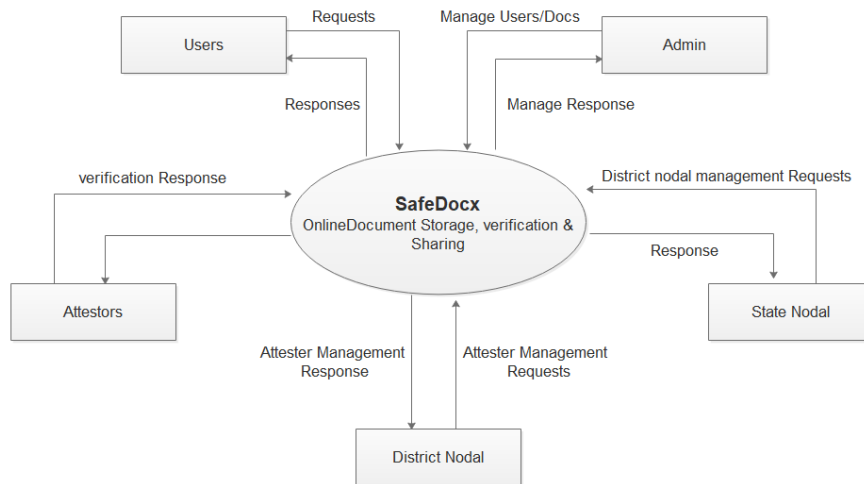 Requests
Manage Users/Docs
Users
Admin
Responses
Manage Response
verification Response
District nodal management Requests
SafeDocx
OnlineDocument Storage, verification &
Sharing
Response
Attestors
State Nodal
Attester Management
Response
Attester Management
Requests
District Nodal